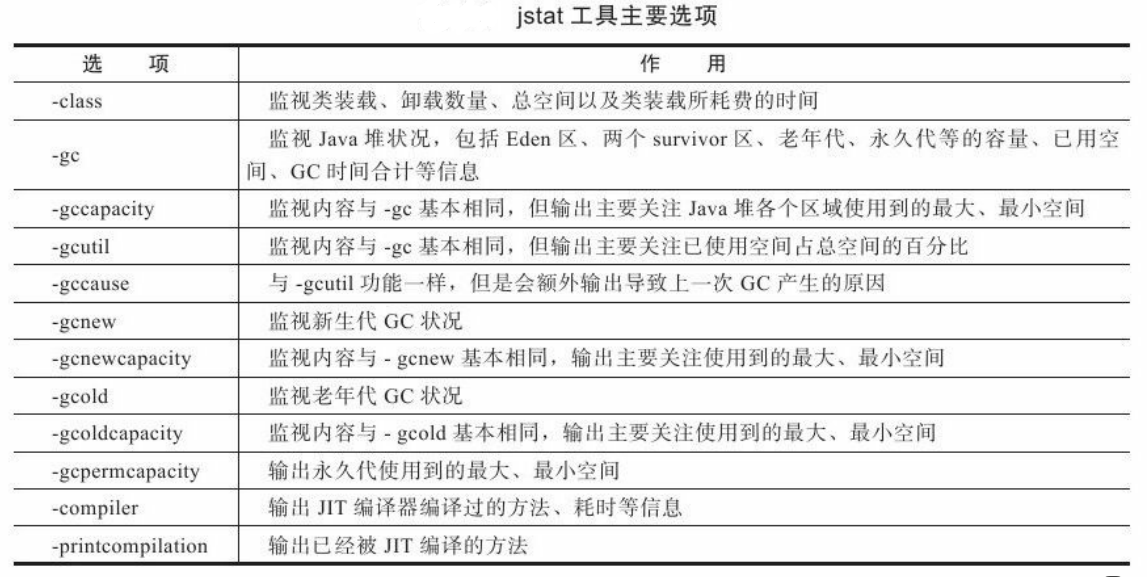 jstat 工具主要选项
选 项 作 用
-class 监视类装载、卸载数量、总空间以及类装载所耗费的时间
-gc 监视 Java 堆状况，包括 Eden 区、两个 survivor 区、老年代、永久代等的容量、已用空
间、GC 时间合计等信息
-gccapacity 监视内容与 -gc 基本相同，但输出主要关注 Java 堆各个区域使用到的最大、最小空间
-gcutil 监视内容与 -gc 基本相同，但输出主要关注已使用空间占总空间的百分比
-gccause 与 -gcutil 功能一样，但是会额外输出导致上一次 GC 产生的原因
-gcnew 监视新生代 GC 状况
-gcnewcapacity 监视内容与 - gcnew 基本相同，输出主要关注使用到的最大、最小空间
-gcold 监视老年代 GC 状况
-gcoldcapacity 监视内容与 - gcold 基本相同，输出主要关注使用到的最大、最小空间
-gcpermcapacity 输出永久代使用到的最大、最小空间
-compiler 输出 JIT 编译器编译过的方法、耗时等信息
-printcompilation 输出已经被 JIT 编译的方法